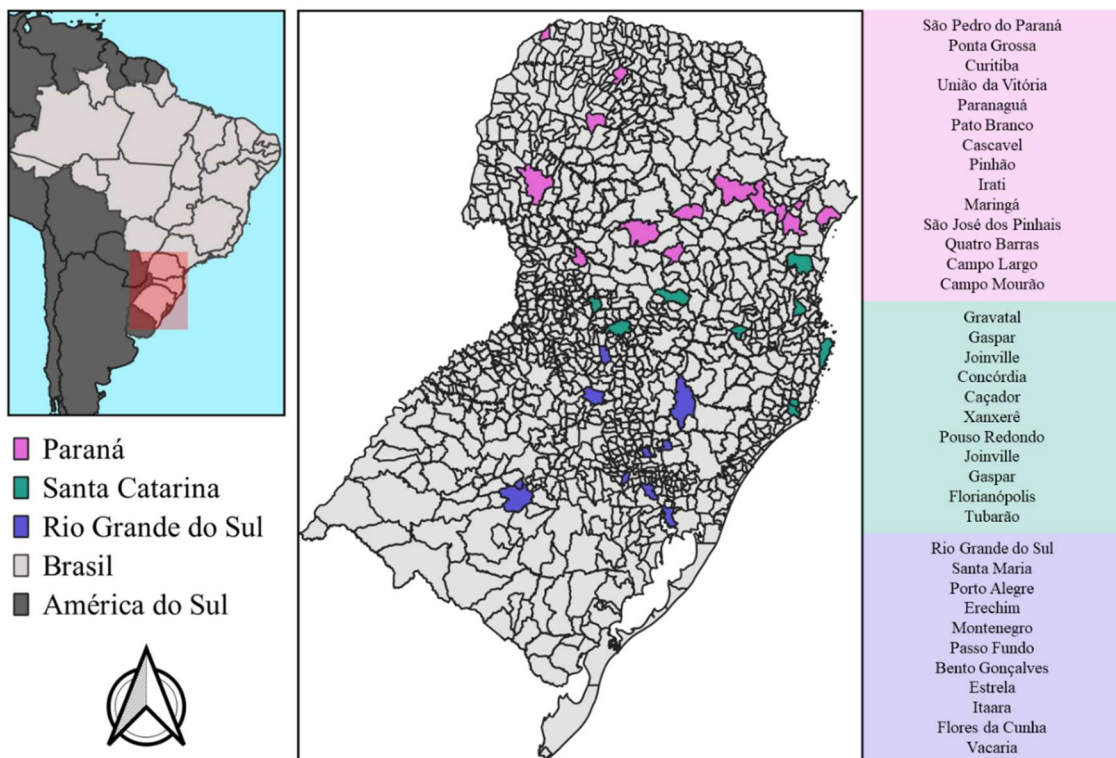 Paraná
Santa Catarina
Rio Grande do Sul
Brasil
América do Sul
São Pedro do Paraná
Ponta Grossa
Curitiba
União da Vitória
Paranaguá
Pato Branco
Cascavel
Pinhão
Irati
Maringá
São José dos Pinhais
Quatro Barras
Campo Largo
Campo Mourão
Gravatal
Gaspar
Joinville
Concórdia
Caçador
Xanxerê
Pouso Redondo
Joinville
Gaspar
Florianópolis
Tubarão
Rio Grande do Sul
Santa Maria
Porto Alegre
Erechim
Montenegro
Passo Fundo
Bento Gonçalves
Estrela
Itaara
Flores da Cunha
Vacaria